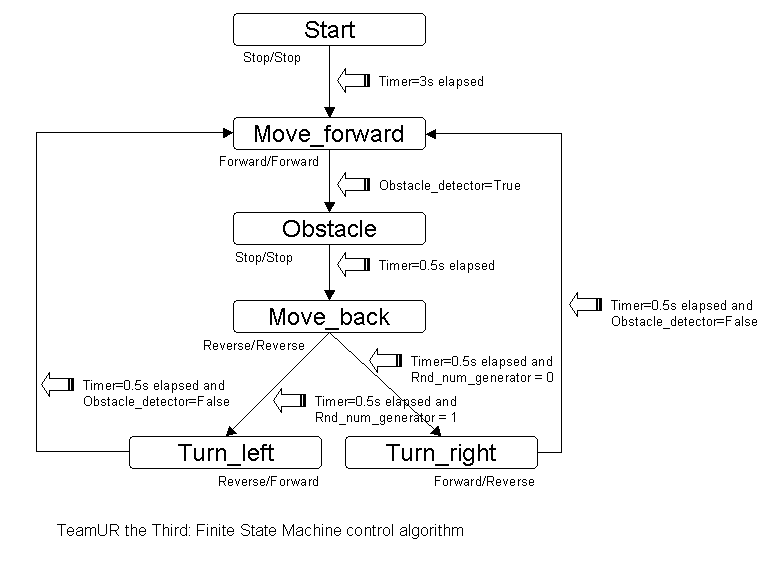 Start
Stop/Stop
Timer=3s elapsed
Move_forward
Forward/Forward
Obstacle_detector=True
Obstacle
Stop/Stop
Timer=0.5s elapsed
Move_back
Reverse/Reverse
Timer=0.5s elapsed and
Obstacle_detector=False
Timer=0.5s elapsed and
Rnd_num_generator = 0
Timer=0.5s elapsed and
Obstacle_detector=False
Timer=0.5s elapsed and
Rnd_num_generator = 1
Turn_left
Reverse/Forward
Turn_right
Forward/Reverse
TeamUR the Third: Finite State Machine control algorithm